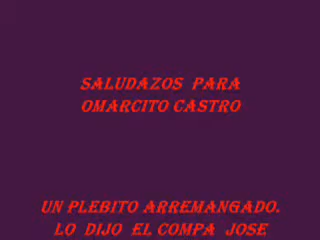 SALUDAZOS PARA
OMARCITO CASTRO
UN PLEBITO ARREMANGADO.
LO DIJO EL COMPA JOSE